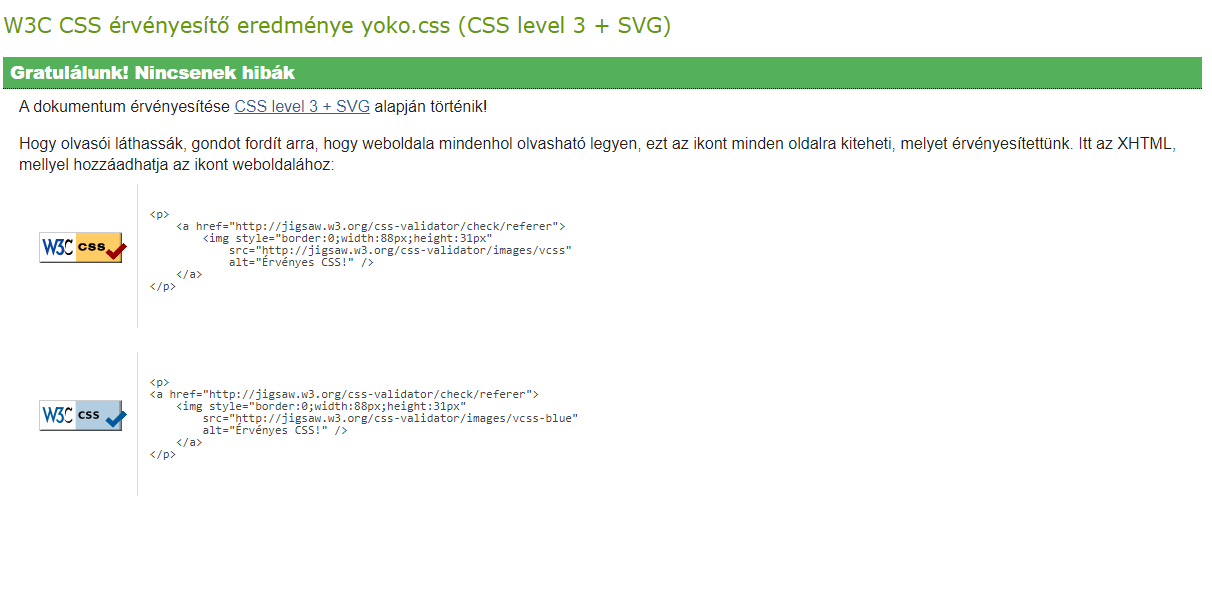 W3C CSS érvényesítő eredménye yoko.css (CSS level 3 + SVG)
Gratulálunk! Nincsenek hibák
A dokumentum érvényesítése CSS level 3 + SVG alapján történik!
Hogy olvasói láthassák, gondot fordít arra, hogy weboldala mindenhol olvasható legyen, ezt az ikont minden oldalra kiteheti, melyet érvényesítettünk. Itt az XHTML,
mellyel hozzáadhatja az ikont weboldalához:
W3C css
<p>
<a href="http://jigsaw.w3.org/css-validator/check/referer">
<img style="border:0;width:88px;height:31px"
src="http://jigsaw.w3.org/css-validator/images/vcss"
alt="Érvényes CSS!" />
</a>
</p>
W3C css
<p>
<a href="http://jigsaw.w3.org/css-validator/check/referer">
<img style="border:0;width:88px;height:31px"
src="http://jigsaw.w3.org/css-validator/images/vcss-blue"
alt="Érvényes CSS!" />
</a>
</p>